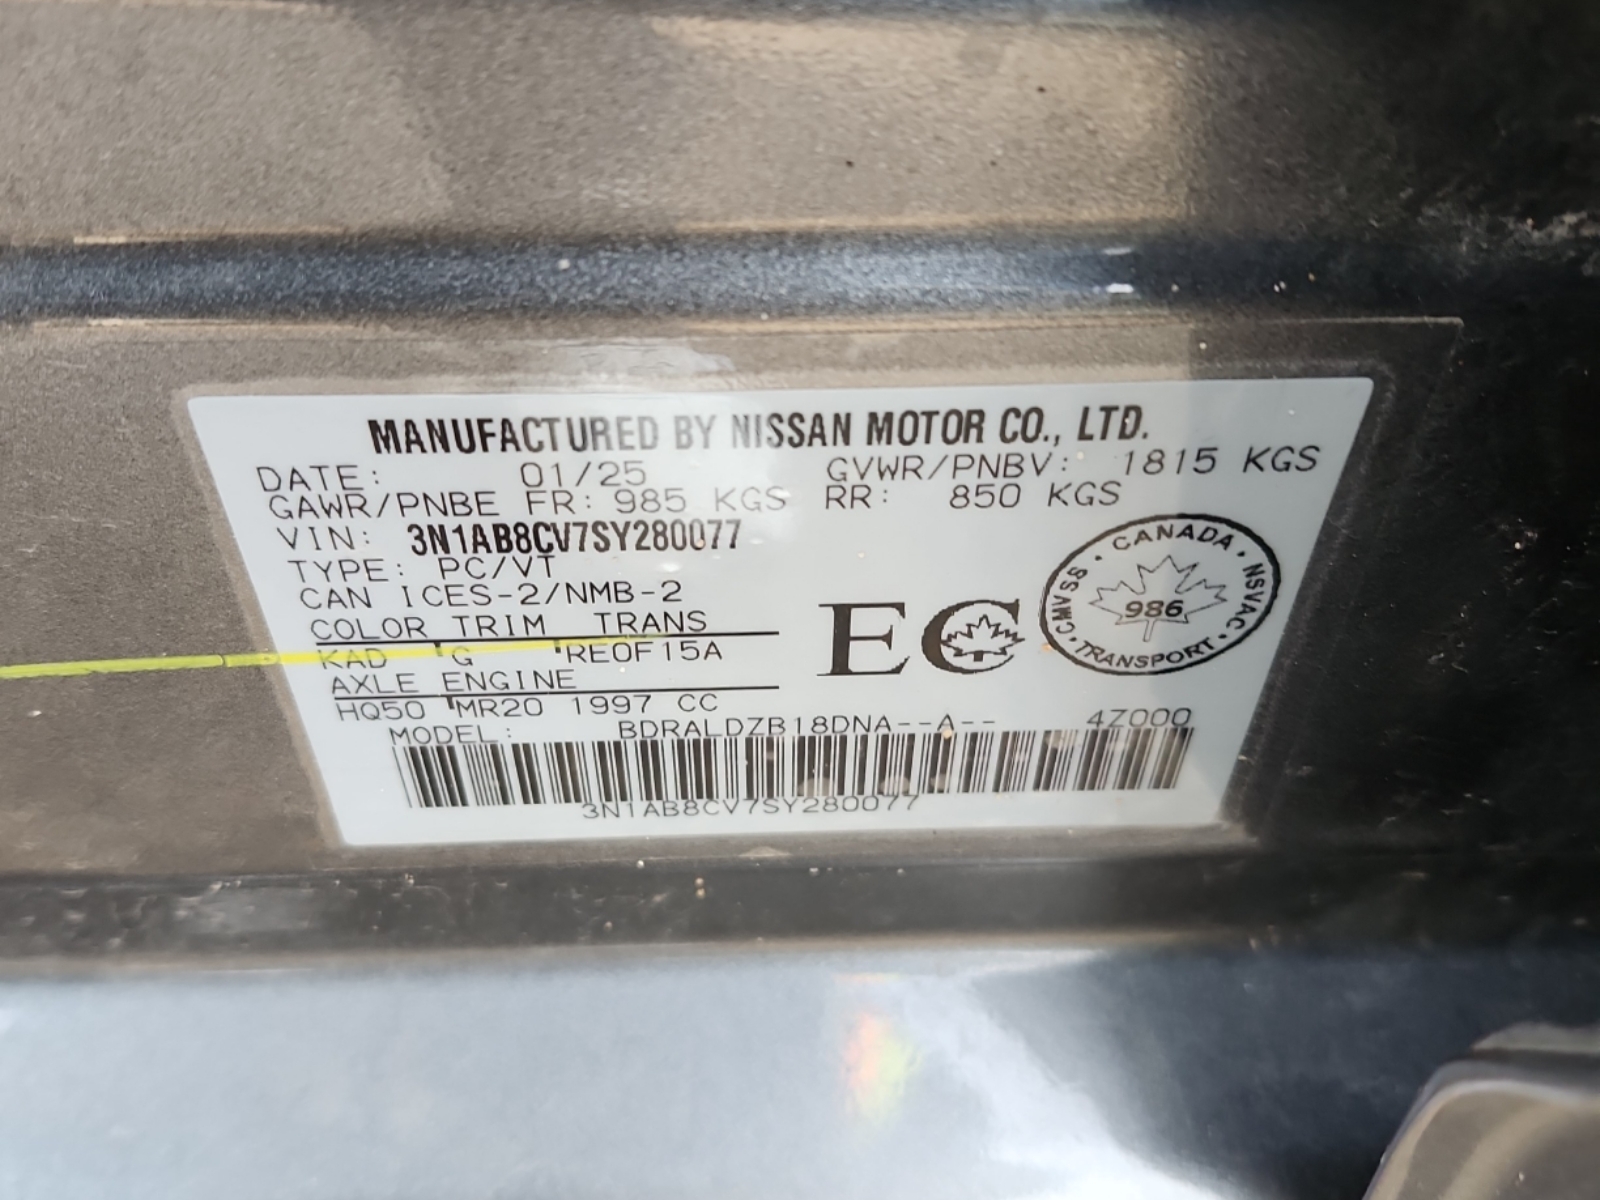 MANUFACTURED BY NISSAN MOTOR CO., LTD.
DATE: 01/25 GVWR/PNBV: 1815 KGS
GAWR/PNBE FR: 985 KGS RR: 850 KGS
VIN: 3N1AB8CV7SY280077
TYPE: PC/VT
CAN ICES-2/NMB-2
COLOR TRIM TRANS
KAD G RE0F15A
AXLE ENGINE
HQ50 MR20 1997 CC
MODEL: BDRALDZB18DNA--A-- 4Z000
3N1AB8CV7SY280077
EC
CANADA
CMVSS · NSVAC
986
TRANSPORT